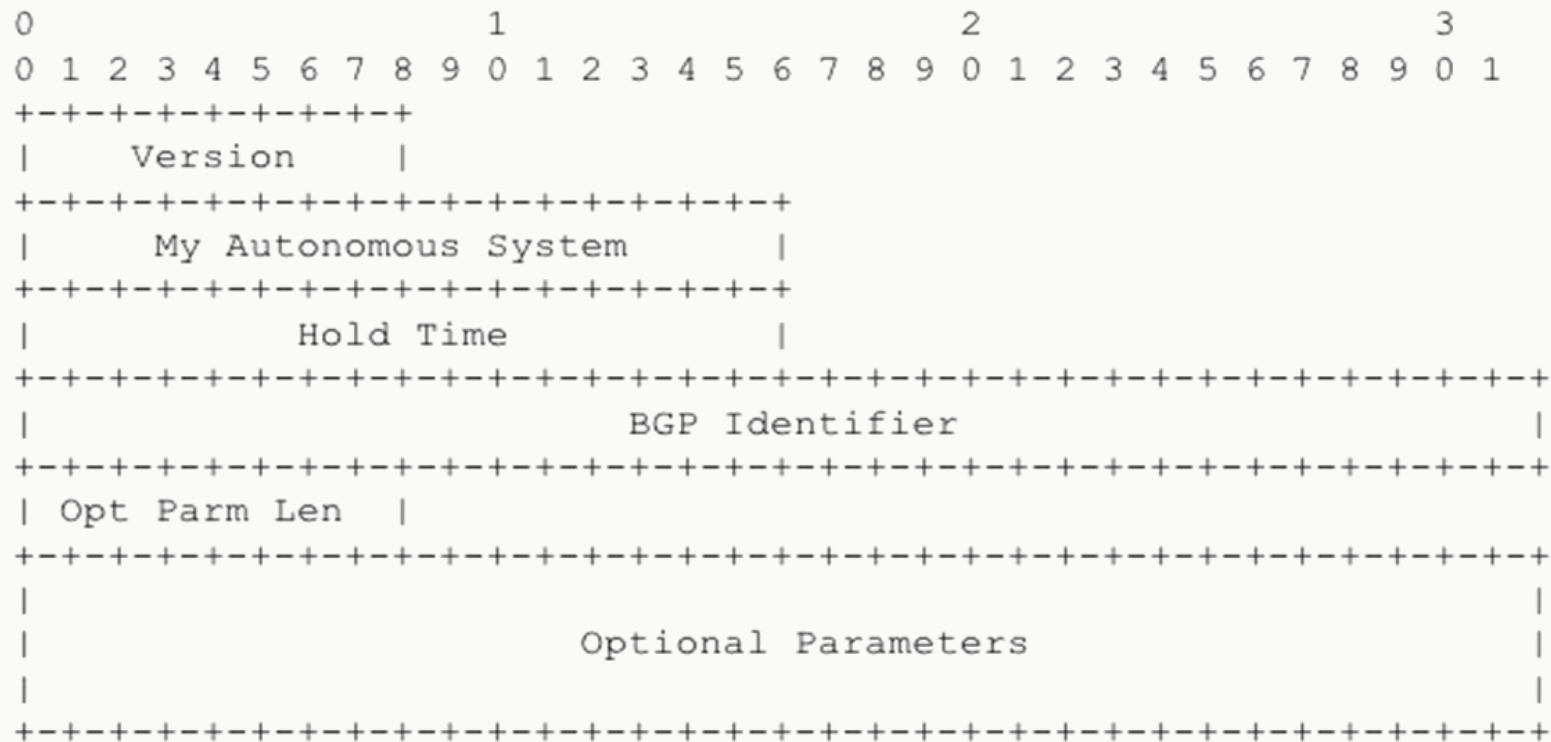 0                   1                   2                   3
0 1 2 3 4 5 6 7 8 9 0 1 2 3 4 5 6 7 8 9 0 1 2 3 4 5 6 7 8 9 0 1
+-+-+-+-+-+-+-+-+
|    Version    |
+-+-+-+-+-+-+-+-+-+-+-+-+-+-+-+-+
|     My Autonomous System      |
+-+-+-+-+-+-+-+-+-+-+-+-+-+-+-+-+
|           Hold Time           |
+-+-+-+-+-+-+-+-+-+-+-+-+-+-+-+-+-+-+-+-+-+-+-+-+-+-+-+-+-+-+-+-+
|                         BGP Identifier                        |
+-+-+-+-+-+-+-+-+-+-+-+-+-+-+-+-+-+-+-+-+-+-+-+-+-+-+-+-+-+-+-+-+
| Opt Parm Len  |
+-+-+-+-+-+-+-+-+-+-+-+-+-+-+-+-+-+-+-+-+-+-+-+-+-+-+-+-+-+-+-+-+
|                                                               |
|                       Optional Parameters                     |
|                                                               |
+-+-+-+-+-+-+-+-+-+-+-+-+-+-+-+-+-+-+-+-+-+-+-+-+-+-+-+-+-+-+-+-+